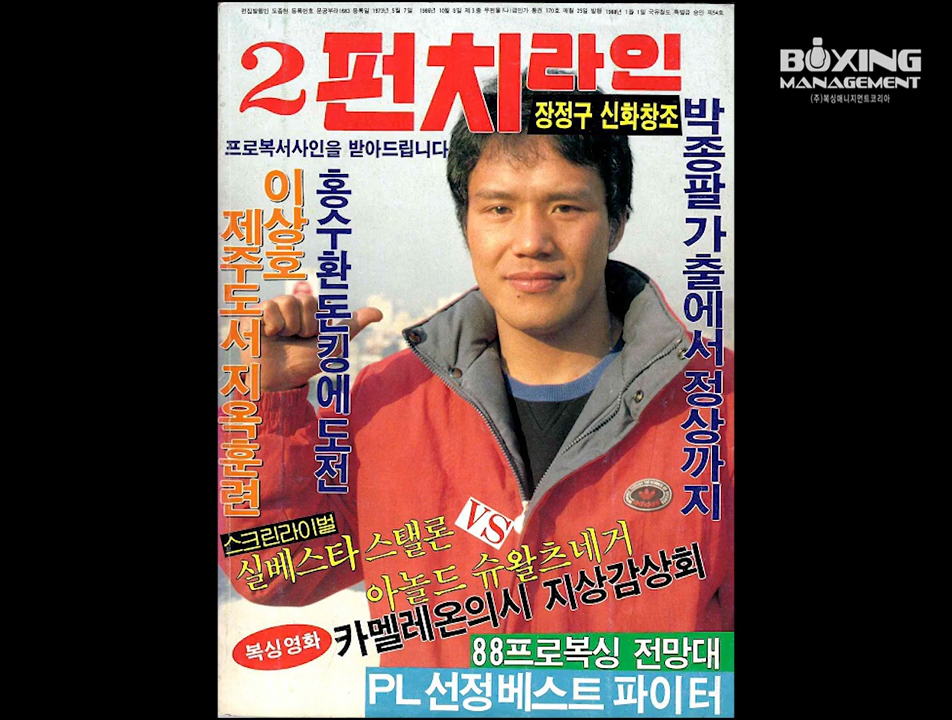 2 펀치라인
장정구 신화창조
프로복서사인을 받아드립니다
박종팔 가출에서 정상까지
홍수환 돈킹에 도전
이상호
제주도서 지옥훈련
스크린라이벌
실베스타 스탤론
VS
아놀드 슈왈츠네거
카멜레온의시 지상감상회
복싱영화
88프로복싱 전망대
PL 선정 베스트 파이터
BOXING
MANAGEMENT
(주)복싱매니지먼트코리아